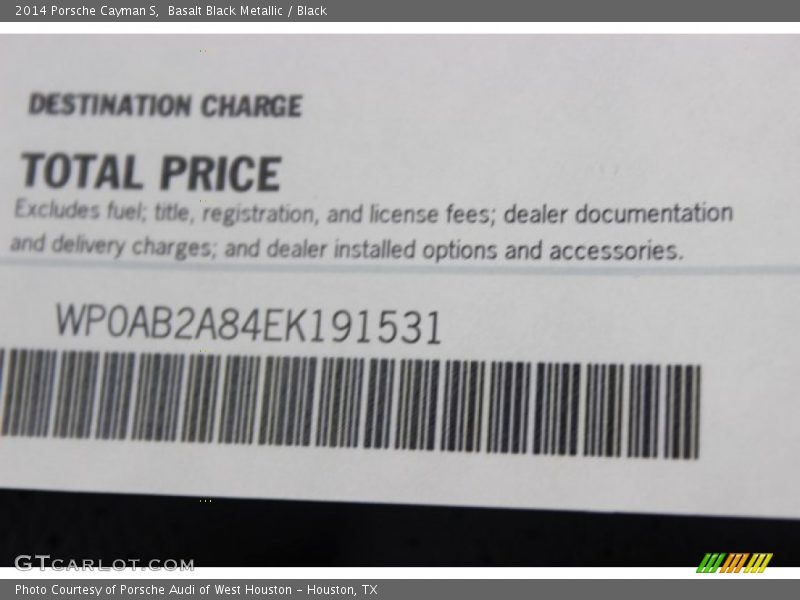 2014 Porsche Cayman S,  Basalt Black Metallic / Black
DESTINATION CHARGE
TOTAL PRICE
Excludes fuel; title, registration, and license fees; dealer documentation
and delivery charges; and dealer installed options and accessories.
WP0AB2A84EK191531
GTCARLOT.COM
Photo Courtesy of Porsche Audi of West Houston – Houston, TX